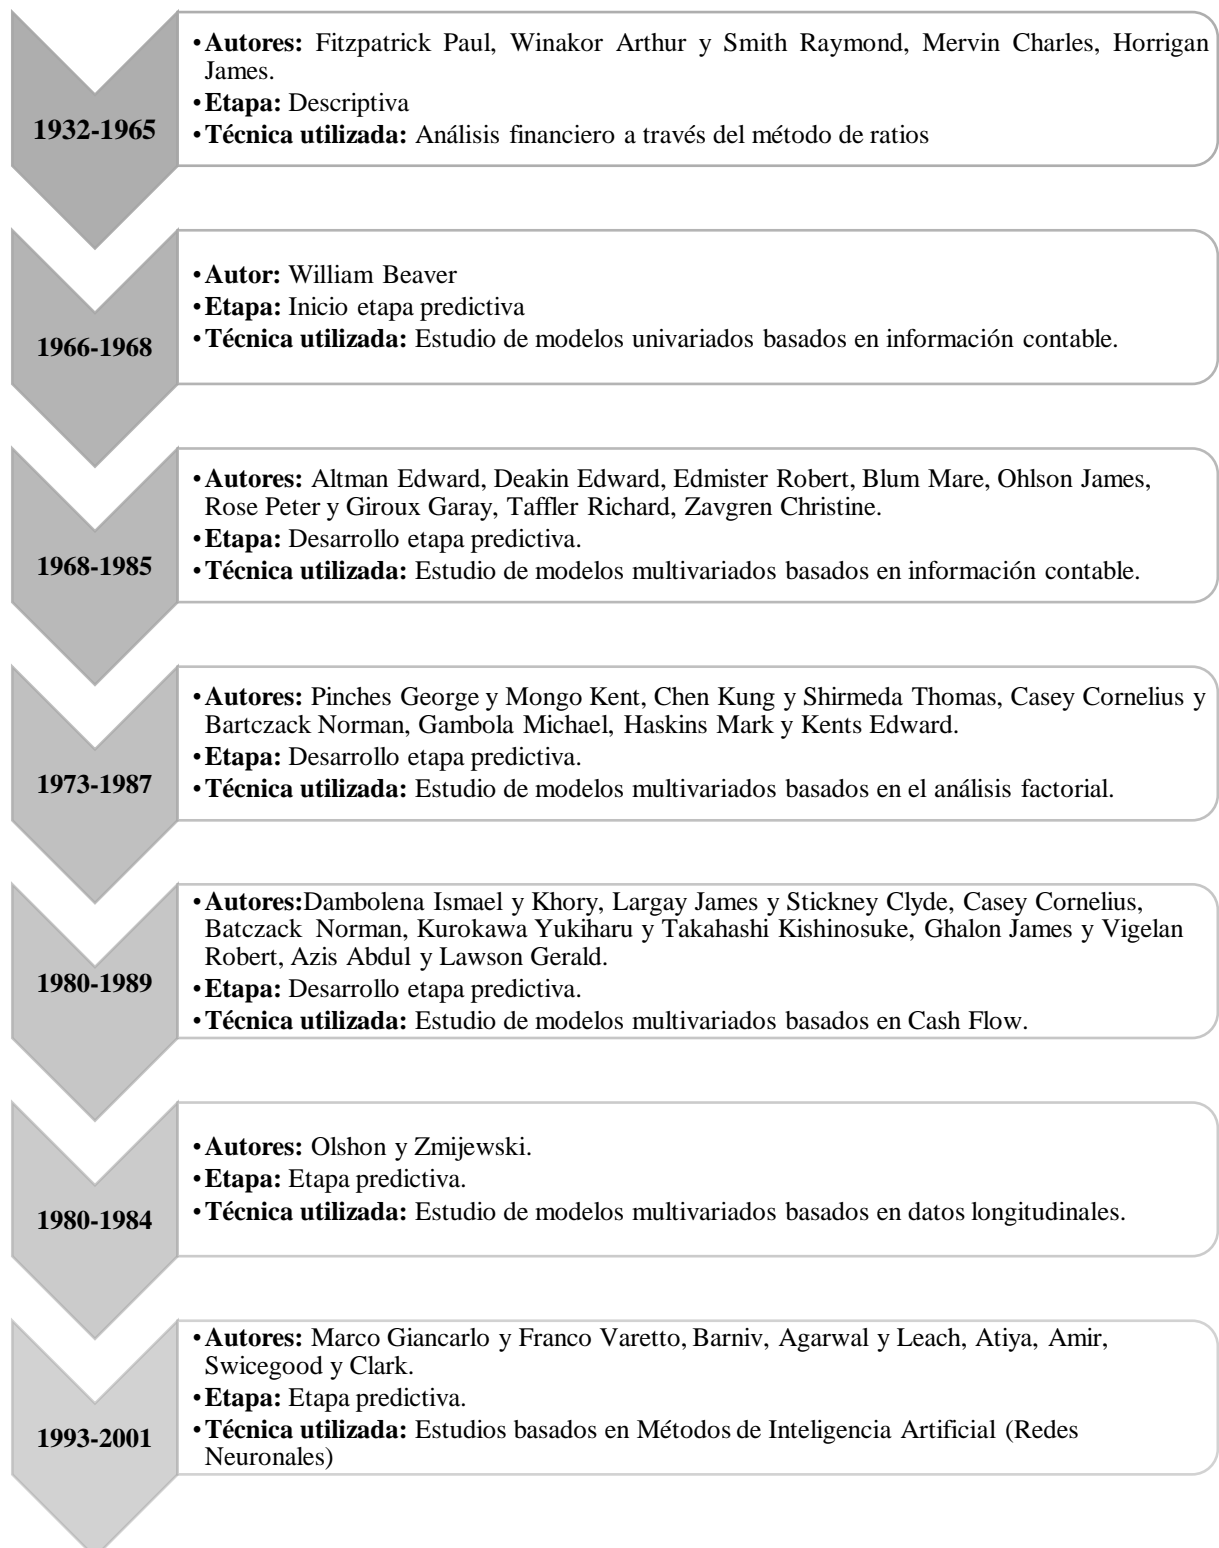 • Autores: Fitzpatrick Paul, Winakor Arthur y Smith Raymond, Mervin Charles, Horrigan
James.
• Etapa: Descriptiva
1932-1965
• Técnica utilizada: Análisis financiero a través del método de ratios
• Autor: William Beaver
• Etapa: Inicio etapa predictiva
1966-1968
• Técnica utilizada: Estudio de modelos univariados basados en información contable.
• Autores: Altman Edward, Deakin Edward, Edmister Robert, Blum Mare, Ohlson James,
Rose Peter y Giroux Garay, Taffler Richard, Zavgren Christine.
• Etapa: Desarrollo etapa predictiva.
1968-1985
• Técnica utilizada: Estudio de modelos multivariados basados en información contable.
• Autores: Pinches George y Mongo Kent, Chen Kung y Shirmeda Thomas, Casey Cornelius y
Bartczack Norman, Gambola Michael, Haskins Mark y Kents Edward.
• Etapa: Desarrollo etapa predictiva.
1973-1987
• Técnica utilizada: Estudio de modelos multivariados basados en el análisis factorial.
• Autores:Dambolena Ismael y Khory, Largay James y Stickney Clyde, Casey Cornelius,
Batczack Norman, Kurokawa Yukiharu y Takahashi Kishinosuke, Ghalon James y Vigelan
Robert, Azis Abdul y Lawson Gerald.
1980-1989
• Etapa: Desarrollo etapa predictiva.
• Técnica utilizada: Estudio de modelos multivariados basados en Cash Flow.
• Autores: Olshon y Zmijewski.
• Etapa: Etapa predictiva.
1980-1984
• Técnica utilizada: Estudio de modelos multivariados basados en datos longitudinales.
• Autores: Marco Giancarlo y Franco Varetto, Barniv, Agarwal y Leach, Atiya, Amir,
Swicegood y Clark.
• Etapa: Etapa predictiva.
1993-2001
• Técnica utilizada: Estudios basados en Métodos de Inteligencia Artificial (Redes
Neuronales)